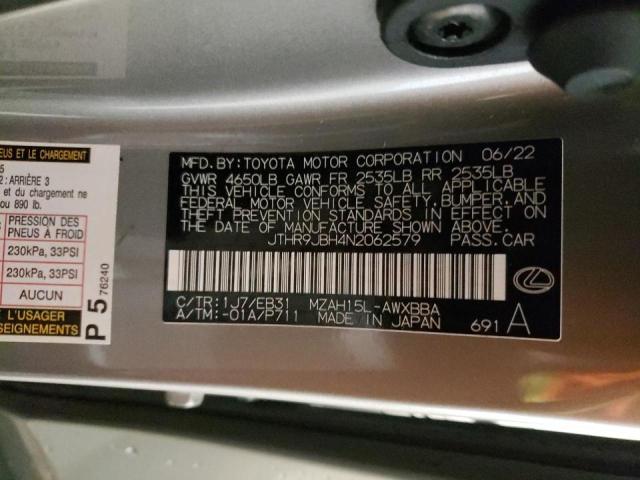 EUS ET LE CHARGEMENT
5
2: ARRIÈRE 3
et du chargement ne
ou 890 lb.
PRESSION DES
PNEUS À FROID
230kPa, 33PSI
230kPa, 33PSI
AUCUN
L'USAGER
SEIGNEMENTS
P 5 76240
MFD. BY: TOYOTA MOTOR CORPORATION 06/22
GVWR 4650LB GAWR FR 2535LB RR 2535LB
THIS VEHICLE CONFORMS TO ALL APPLICABLE
FEDERAL MOTOR VEHICLE SAFETY, BUMPER, AND
THEFT PREVENTION STANDARDS IN EFFECT ON
THE DATE OF MANUFACTURE SHOWN ABOVE.
JTHR9JBH4N2062579 PASS. CAR
C/TR: 1J7/EB31 MZAH15L-AWXBBA
A/TM: -01A/P711 MADE IN JAPAN 691 A